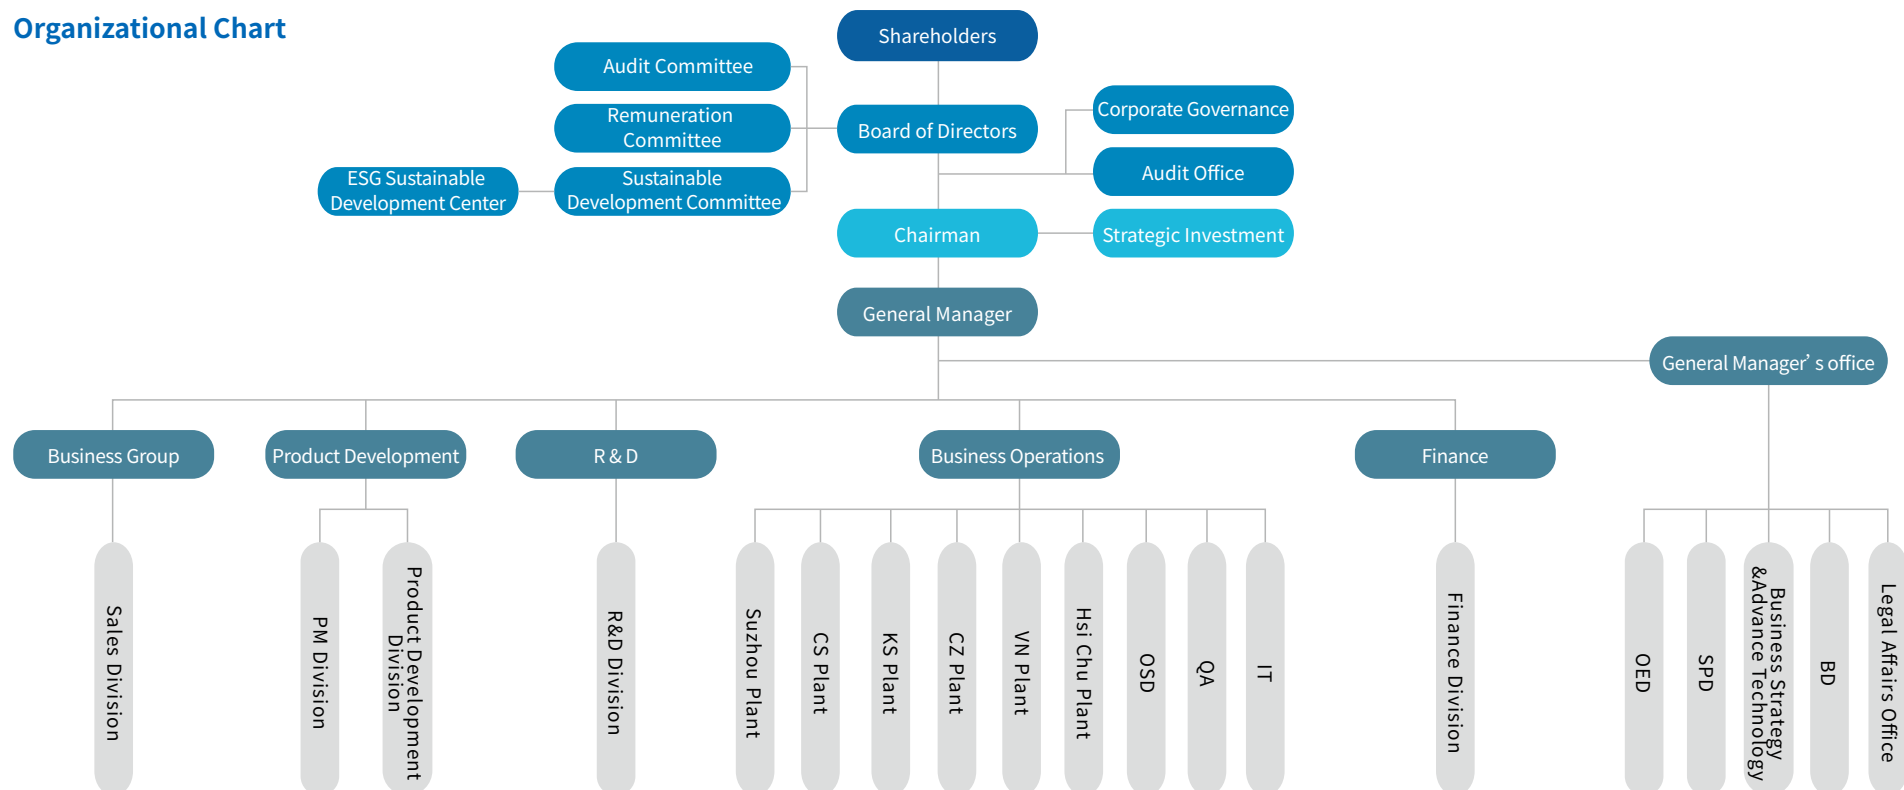 Organizational Chart
Shareholders
Audit Committee
Remuneration
Committee
Board of Directors
Corporate Governance
ESG Sustainable
Development Center
Sustainable
Development Committee
Audit Office
Chairman
Strategic Investment
General Manager
General Manager’s office
Business Group
Product Development
R & D
Business Operations
Finance
Sales Division
PM Division
Product Development
Division
R&D Division
Suzhou Plant
CS Plant
KS Plant
CZ Plant
VN Plant
Hsi Chu Plant
OSD
QA
IT
Finance Division
OED
SPD
Business Strategy
&Advance Technology
BD
Legal Affairs Office